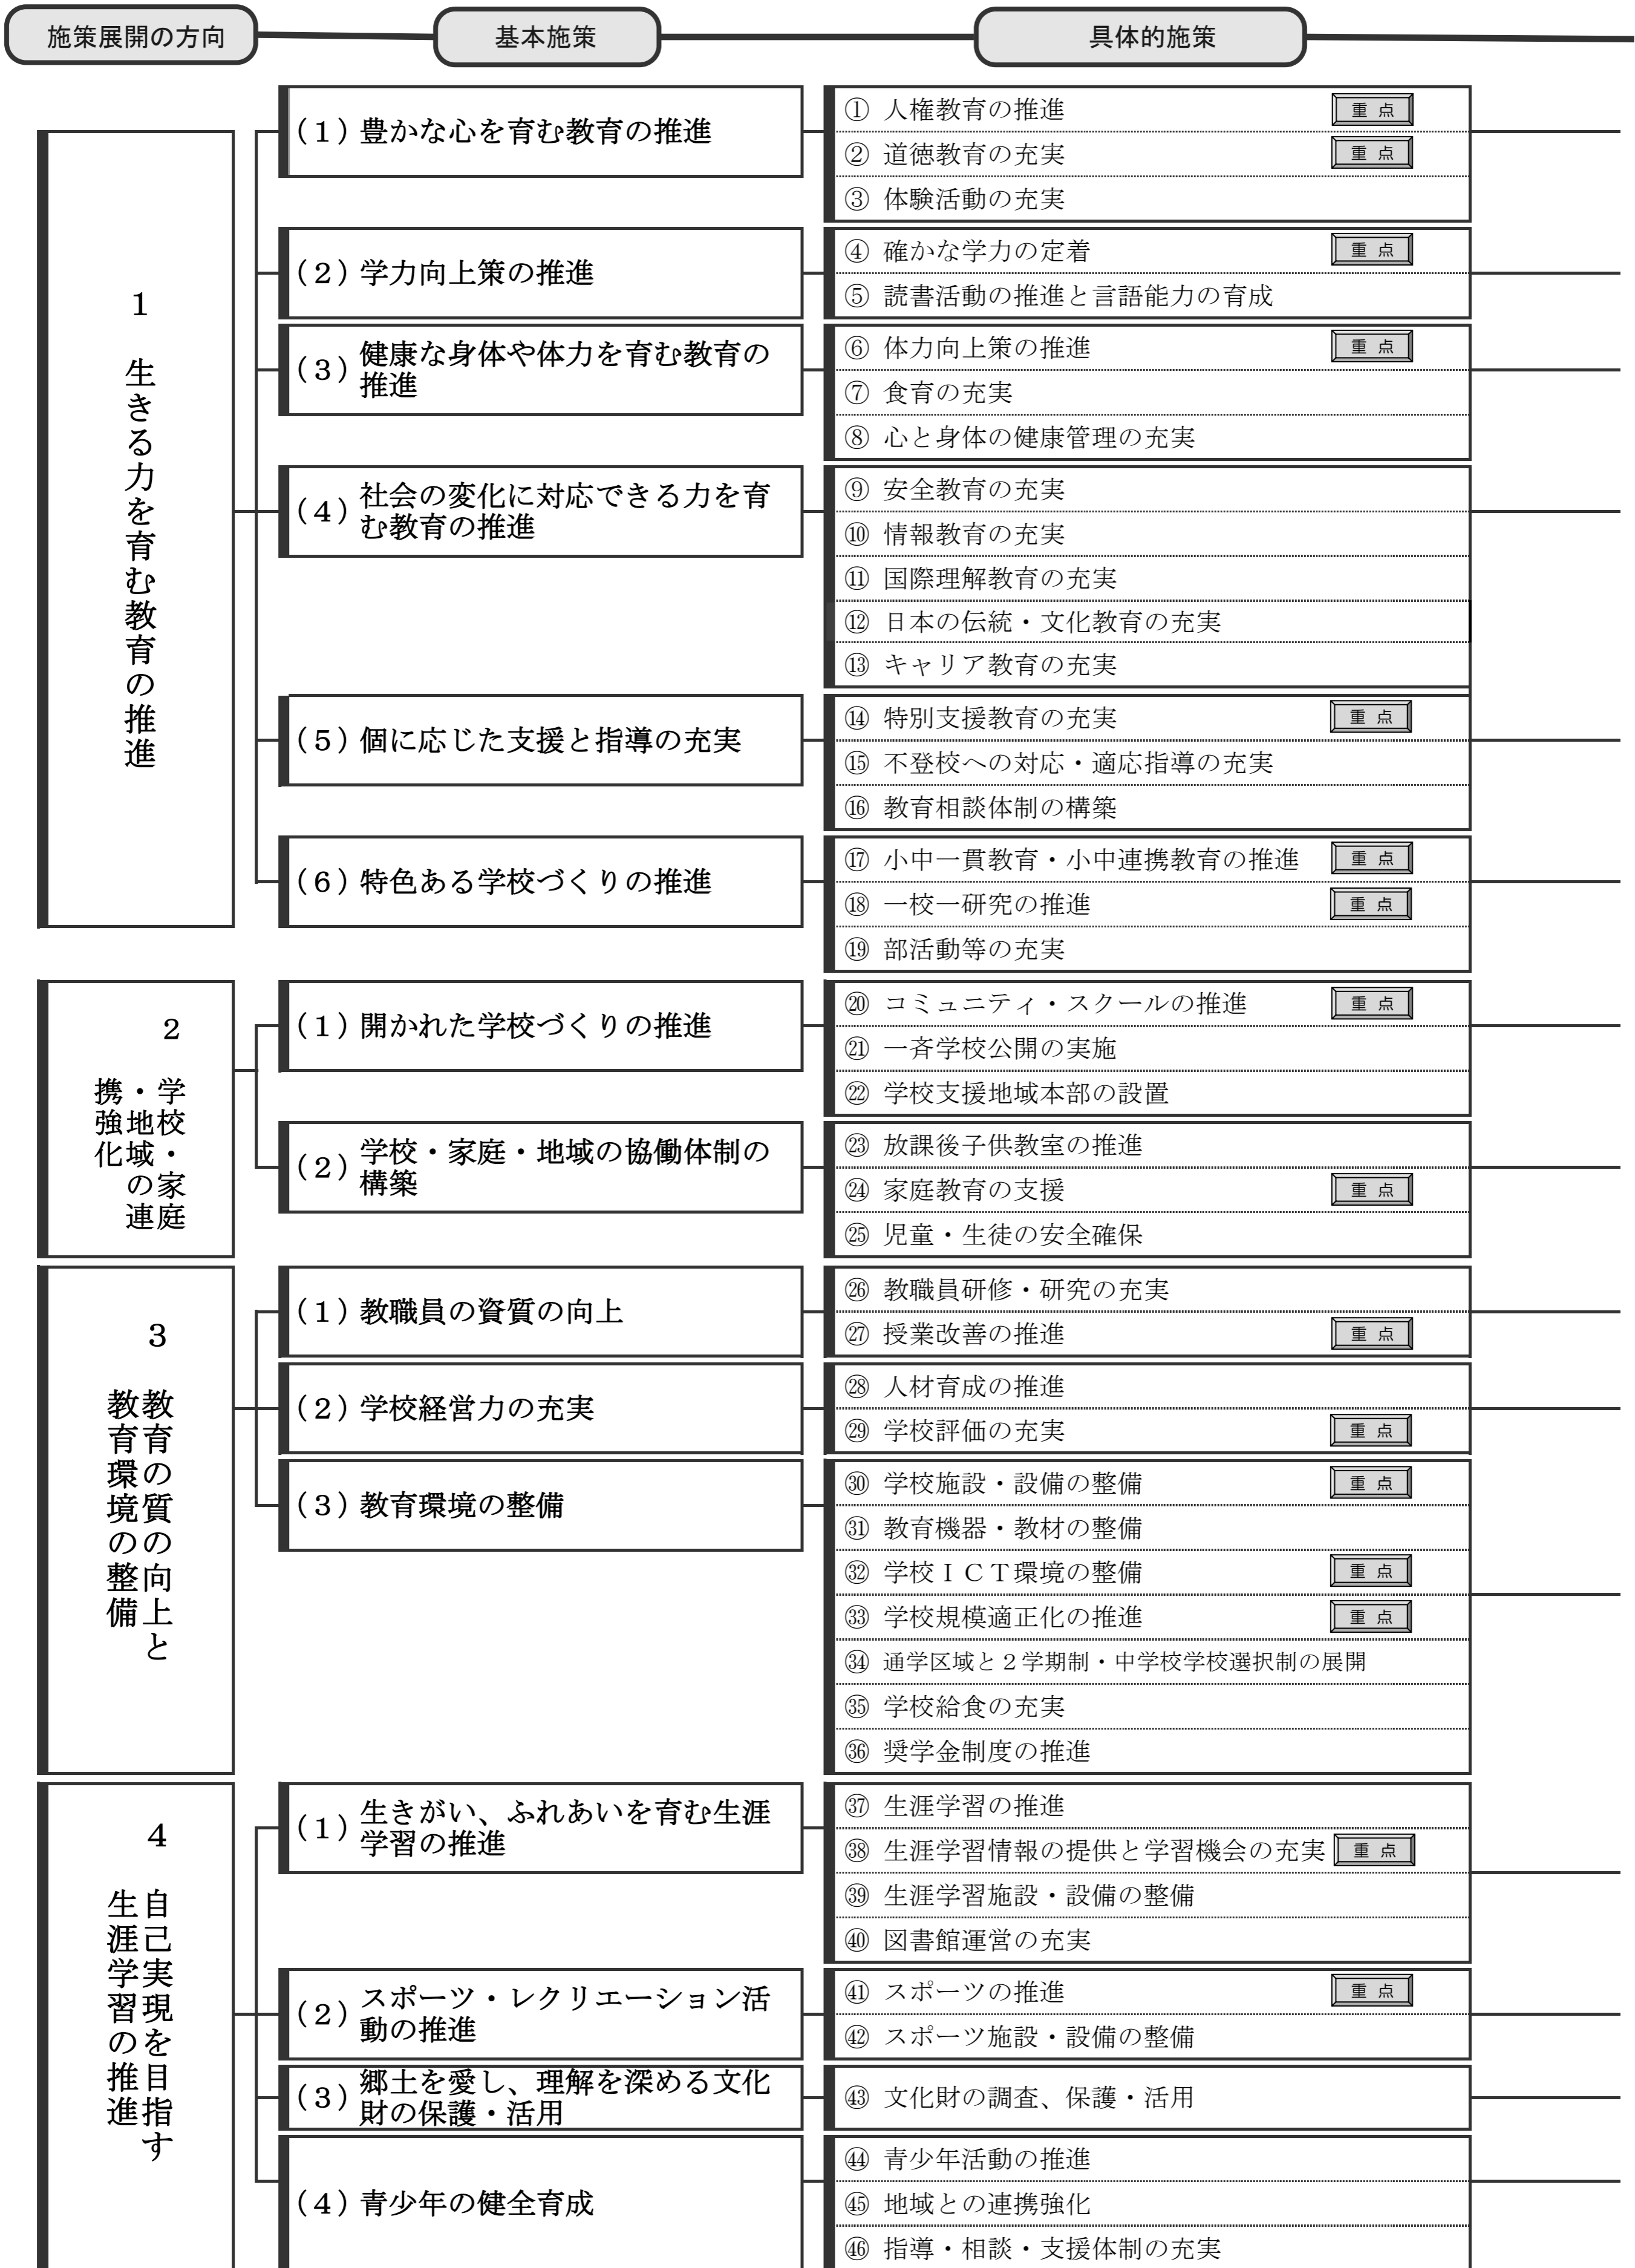 施策展開の方向
基本施策
具体的施策
1 生きる力を育む教育の推進
(1) 豊かな心を育む教育の推進
① 人権教育の推進 重 点
② 道徳教育の充実 重 点
③ 体験活動の充実
(2) 学力向上策の推進
④ 確かな学力の定着 重 点
⑤ 読書活動の推進と言語能力の育成
(3) 健康な身体や体力を育む教育の
推進
⑥ 体力向上策の推進 重 点
⑦ 食育の充実
⑧ 心と身体の健康管理の充実
(4) 社会の変化に対応できる力を育
む教育の推進
⑨ 安全教育の充実
⑩ 情報教育の充実
⑪ 国際理解教育の充実
⑫ 日本の伝統・文化教育の充実
⑬ キャリア教育の充実
(5) 個に応じた支援と指導の充実
⑭ 特別支援教育の充実 重 点
⑮ 不登校への対応・適応指導の充実
⑯ 教育相談体制の構築
(6) 特色ある学校づくりの推進
⑰ 小中一貫教育・小中連携教育の推進 重 点
⑱ 一校一研究の推進 重 点
⑲ 部活動等の充実
2
学校・家庭
・地域の連
携強化
(1) 開かれた学校づくりの推進
⑳ コミュニティ・スクールの推進 重 点
㉑ 一斉学校公開の実施
㉒ 学校支援地域本部の設置
(2) 学校・家庭・地域の協働体制の
構築
㉓ 放課後子供教室の推進
㉔ 家庭教育の支援 重 点
㉕ 児童・生徒の安全確保
3
教育の質の向上と
教育環境の整備
(1) 教職員の資質の向上
㉖ 教職員研修・研究の充実
㉗ 授業改善の推進 重 点
(2) 学校経営力の充実
㉘ 人材育成の推進
㉙ 学校評価の充実 重 点
(3) 教育環境の整備
㉚ 学校施設・設備の整備 重 点
㉛ 教育機器・教材の整備
㉜ 学校ICT環境の整備 重 点
㉝ 学校規模適正化の推進 重 点
㉞ 通学区域と2学期制・中学校学校選択制の展開
㉟ 学校給食の充実
㊱ 奨学金制度の推進
4
自己実現を目指す
生涯学習の推進
(1) 生きがい、ふれあいを育む生涯
学習の推進
㊲ 生涯学習の推進
㊳ 生涯学習情報の提供と学習機会の充実 重 点
㊴ 生涯学習施設・設備の整備
㊵ 図書館運営の充実
(2) スポーツ・レクリエーション活
動の推進
㊶ スポーツの推進 重 点
㊷ スポーツ施設・設備の整備
(3) 郷土を愛し、理解を深める文化
財の保護・活用
㊸ 文化財の調査、保護・活用
(4) 青少年の健全育成
㊹ 青少年活動の推進
㊺ 地域との連携強化
㊻ 指導・相談・支援体制の充実